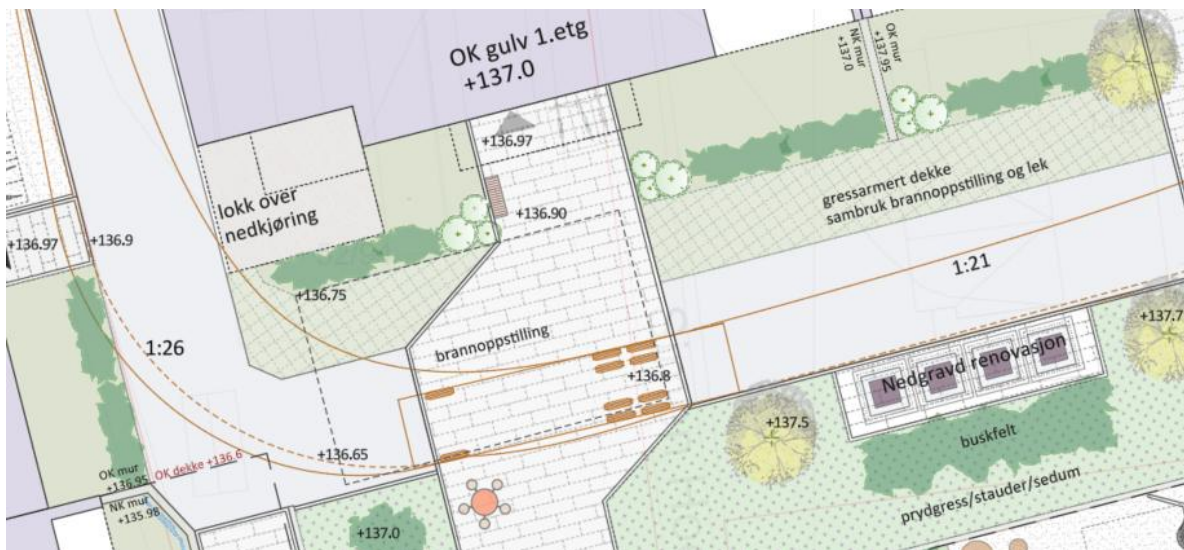 OK gulv 1.etg
+137.0
OK mur
+137.95
NK mur
+137.0
+136.97
lokk over
nedkjøring
gressarmert dekke
sambruk brannoppstilling og lek
+136.90
+136.97
+136.9
1:21
+136.75
+137.7
1:26
brannoppstilling
Nedgravd renovasjon
+136.8
+137.5
buskfelt
+136.65
OK mur
+136.95
OK dekke +136.6
NK mur
+135.98
prydgress/stauder/sedum
+137.0